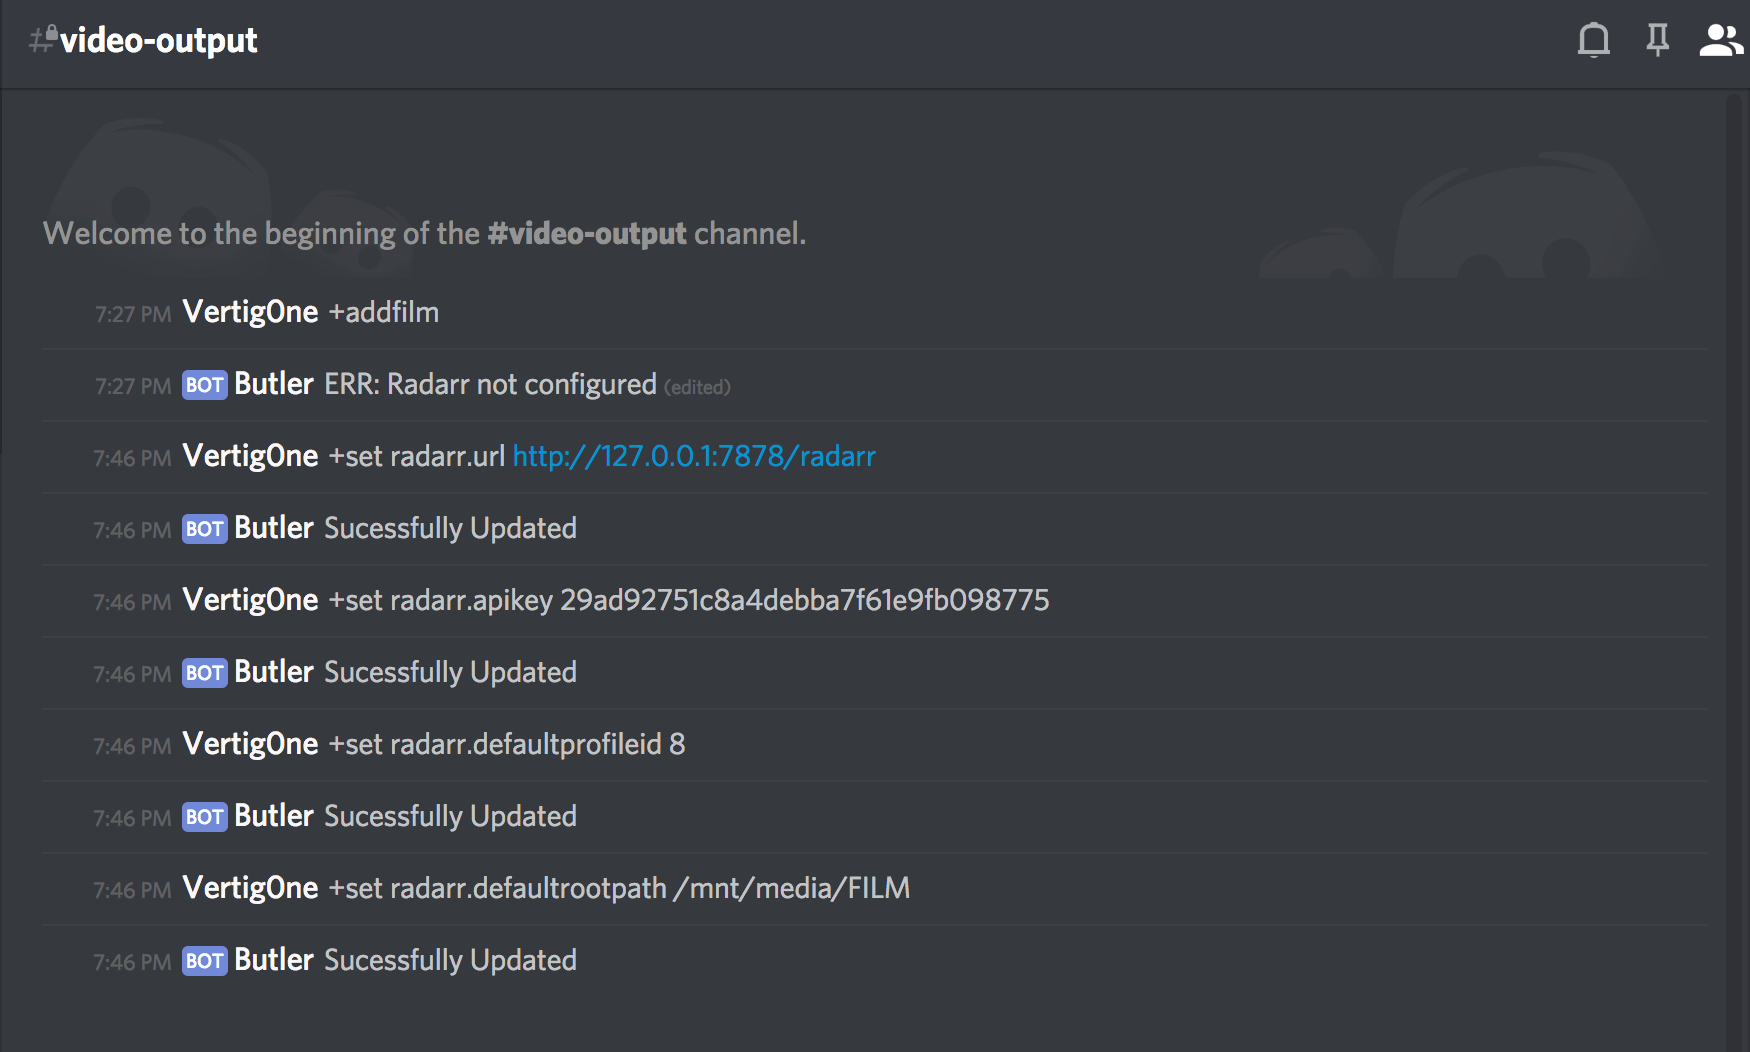 #video-output
Welcome to the beginning of the #video-output channel.
7:27 PM VertigOne +addfilm
7:27 PM BOT Butler ERR: Radarr not configured (edited)
7:46 PM VertigOne +set radarr.url http://127.0.0.1:7878/radarr
7:46 PM BOT Butler Sucessfully Updated
7:46 PM VertigOne +set radarr.apikey 29ad92751c8a4debba7f61e9fb098775
7:46 PM BOT Butler Sucessfully Updated
7:46 PM VertigOne +set radarr.defaultprofileid 8
7:46 PM BOT Butler Sucessfully Updated
7:46 PM VertigOne +set radarr.defaultrootpath /mnt/media/FILM
7:46 PM BOT Butler Sucessfully Updated